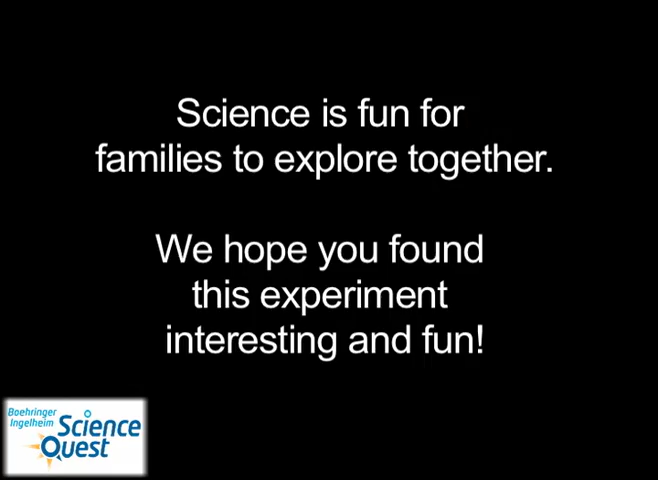 Science is fun for
families to explore together.
We hope you found
this experiment
interesting and fun!
Boehringer
Ingelheim
Science
Quest